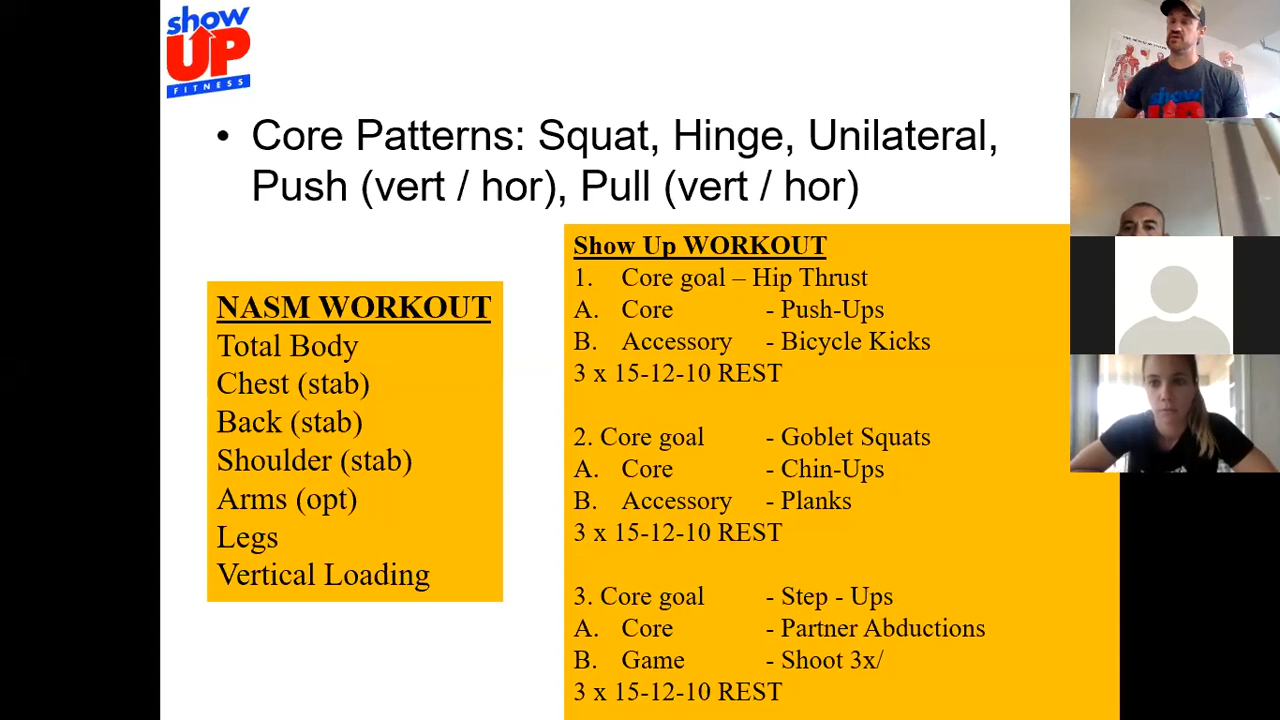 show
UP
FITNESS
• Core Patterns: Squat, Hinge, Unilateral,
Push (vert / hor), Pull (vert / hor)
NASM WORKOUT
Total Body
Chest (stab)
Back (stab)
Shoulder (stab)
Arms (opt)
Legs
Vertical Loading
Show Up WORKOUT
1. Core goal – Hip Thrust
A. Core - Push-Ups
B. Accessory - Bicycle Kicks
3 x 15-12-10 REST
2. Core goal - Goblet Squats
A. Core - Chin-Ups
B. Accessory - Planks
3 x 15-12-10 REST
3. Core goal - Step - Ups
A. Core - Partner Abductions
B. Game - Shoot 3x/
3 x 15-12-10 REST
show
UP